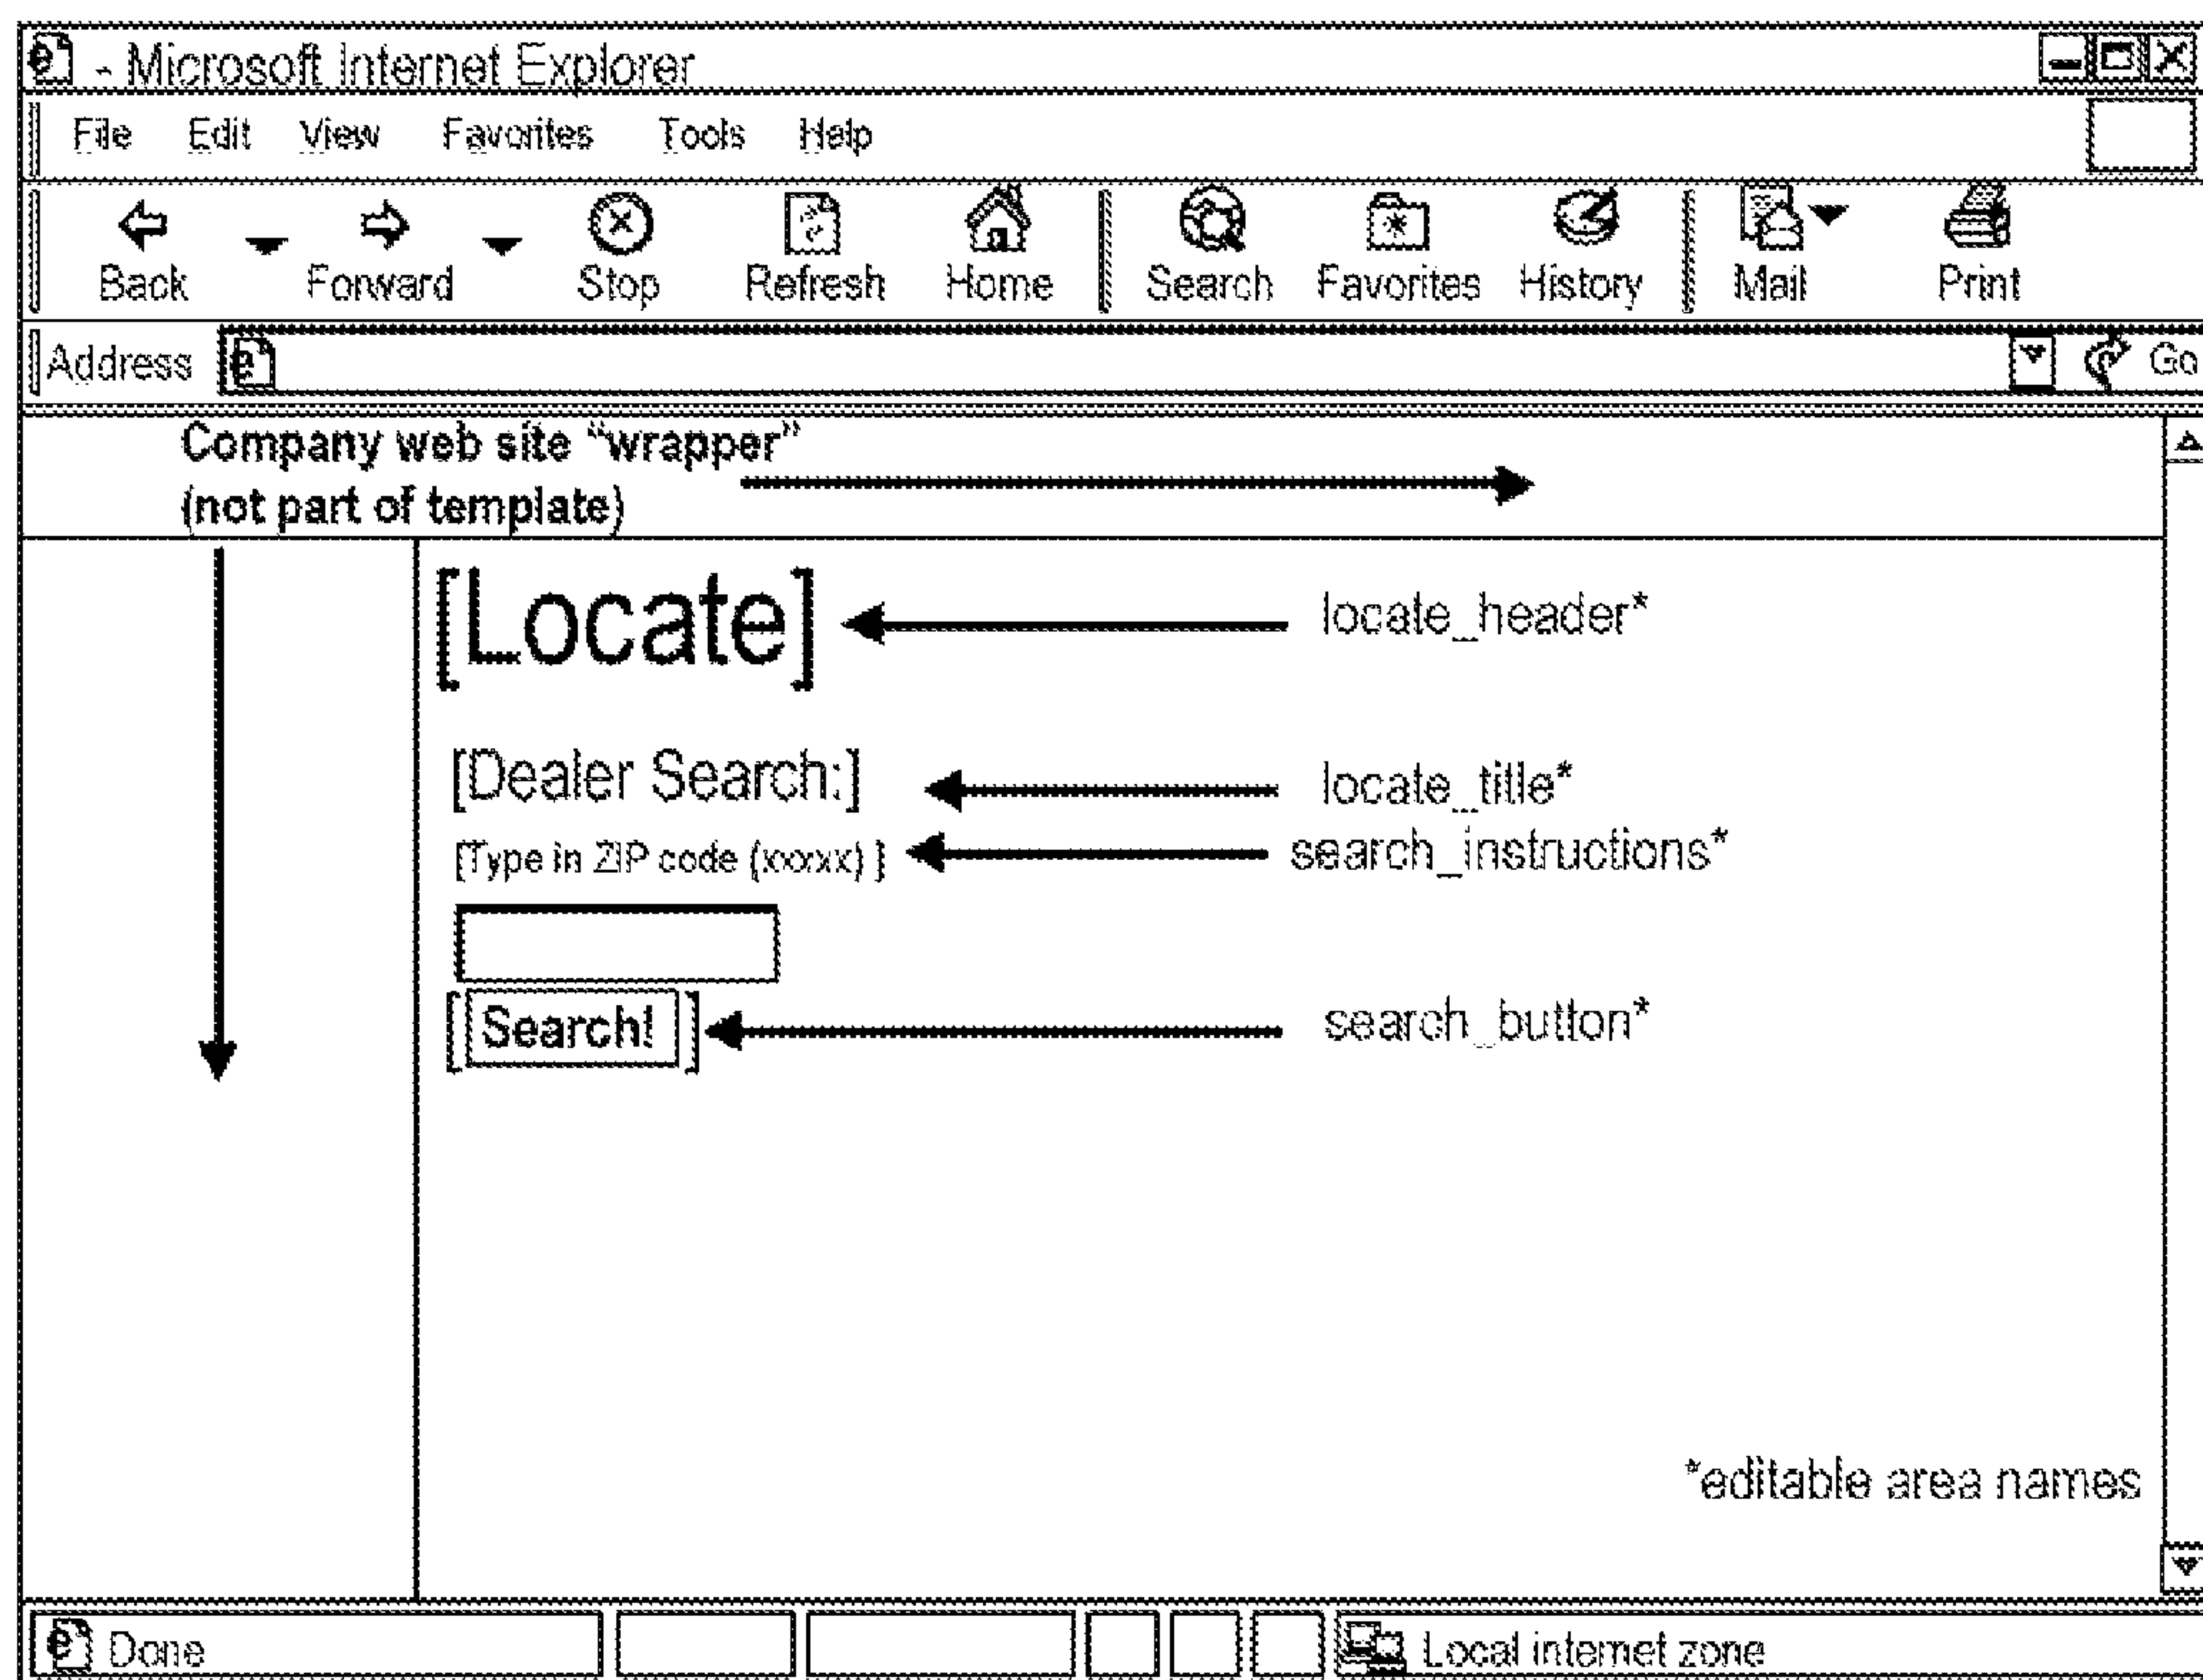 - Microsoft Internet Explorer
File Edit View Favorites Tools Help
Back Forward Stop Refresh Home Search Favorites History Mail Print
Address Go
Company web site “wrapper”
(not part of template)
[Locate] locate_header*
[Dealer Search:] locate_title*
[Type in ZIP code (xxxxx) ] search_instructions*
[ Search! ] search_button*
*editable area names
Done Local internet zone